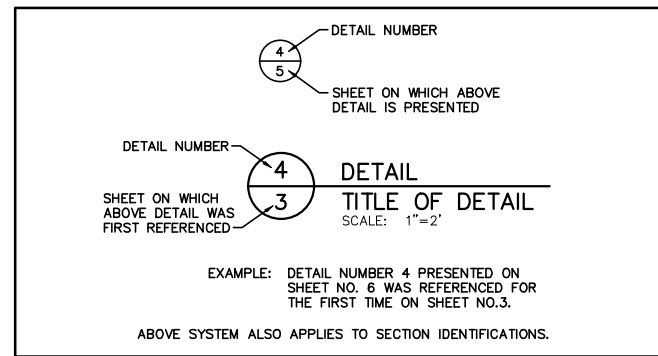 DETAIL NUMBER
4
5
SHEET ON WHICH ABOVE
DETAIL IS PRESENTED
DETAIL NUMBER
4
DETAIL
SHEET ON WHICH
ABOVE DETAIL WAS
FIRST REFERENCED
3
TITLE OF DETAIL
SCALE: 1"=2'
EXAMPLE: DETAIL NUMBER 4 PRESENTED ON
SHEET NO. 6 WAS REFERENCED FOR
THE FIRST TIME ON SHEET NO.3.
ABOVE SYSTEM ALSO APPLIES TO SECTION IDENTIFICATIONS.